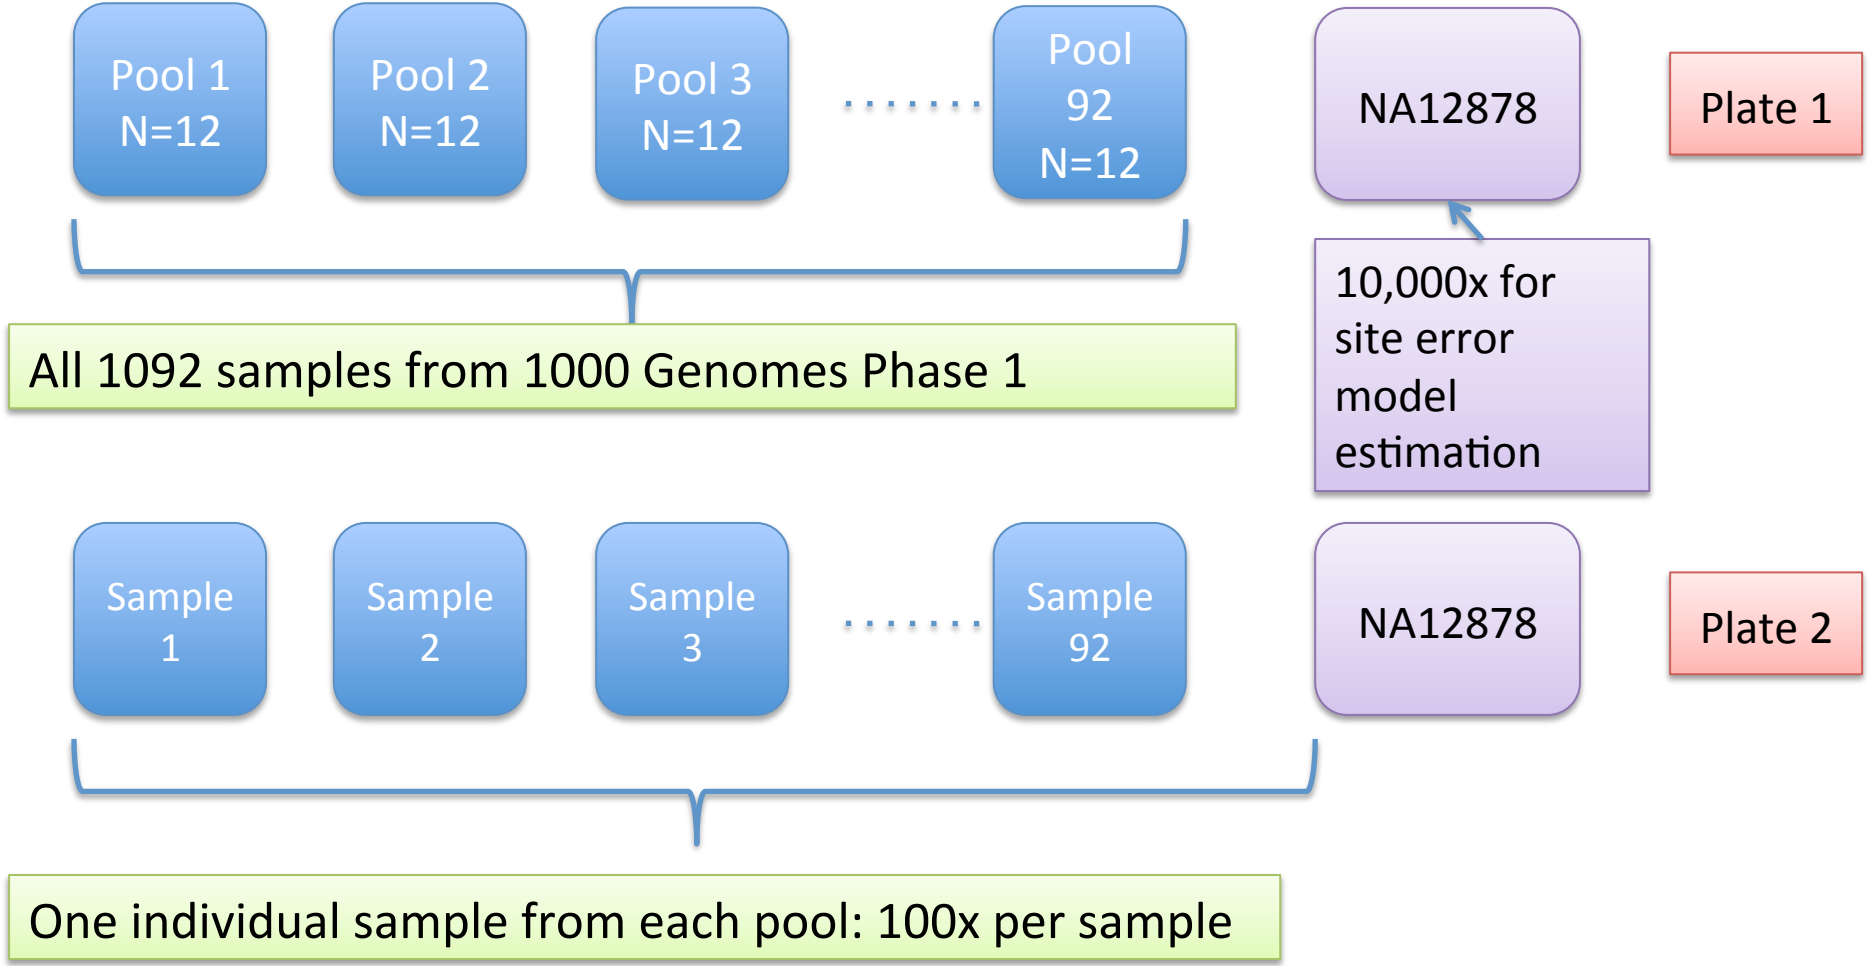 Pool 1
N=12
Pool 2
N=12
Pool 3
N=12
Pool
92
N=12
NA12878
Plate 1
10,000x for
site error
model
estimation
All 1092 samples from 1000 Genomes Phase 1
Sample
1
Sample
2
Sample
3
Sample
92
NA12878
Plate 2
One individual sample from each pool: 100x per sample